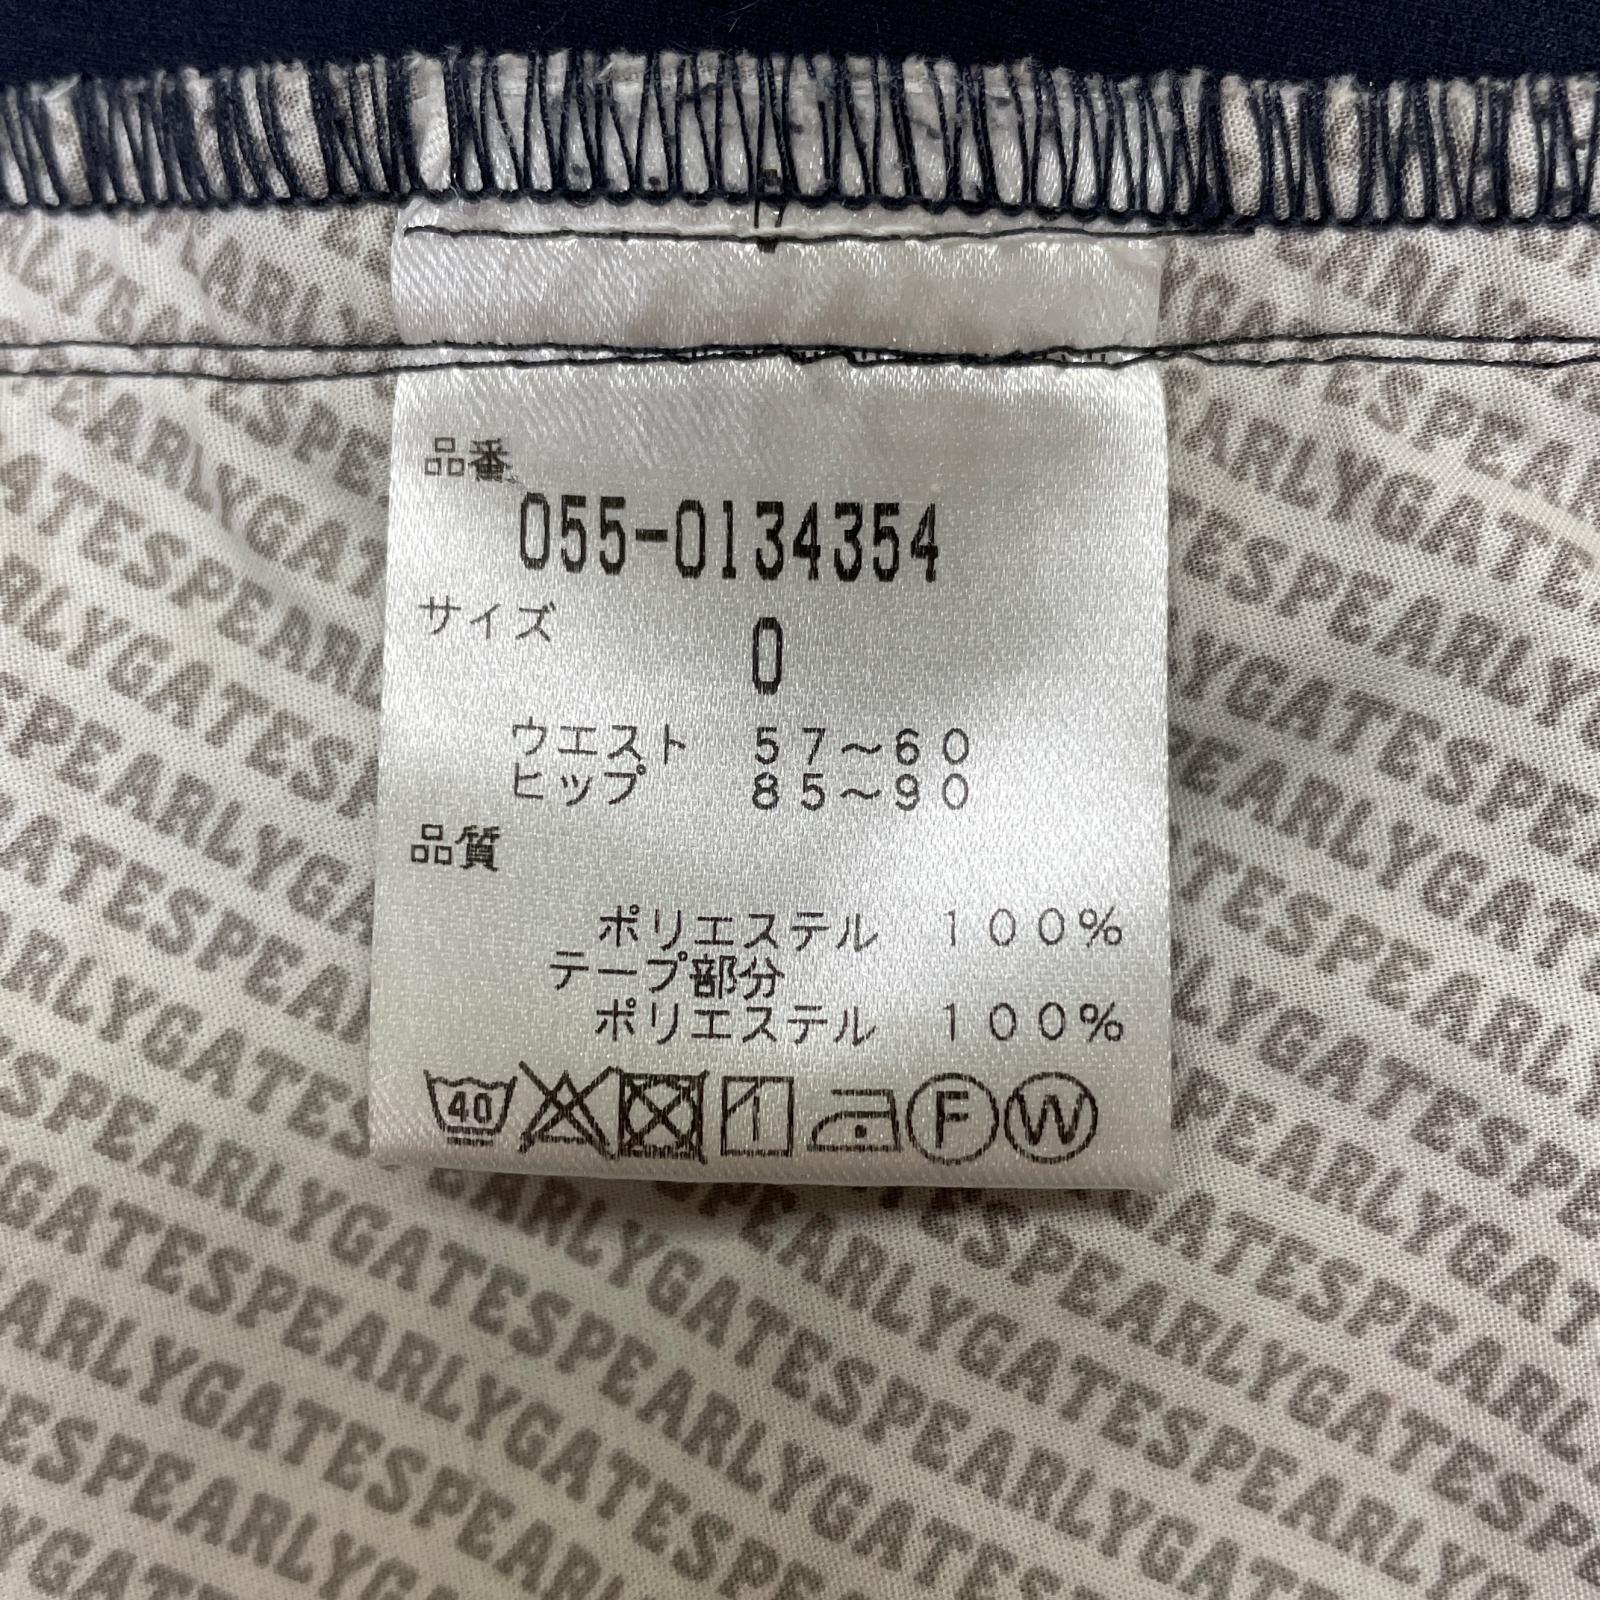 品番
055-0134354
サイズ
0
ウエスト 57～60
ヒップ 85～90
品質
ポリエステル 100%
テープ部分
ポリエステル 100%
40
F
W
PEARLYGATESPEARLYGATESPEARLYGATES